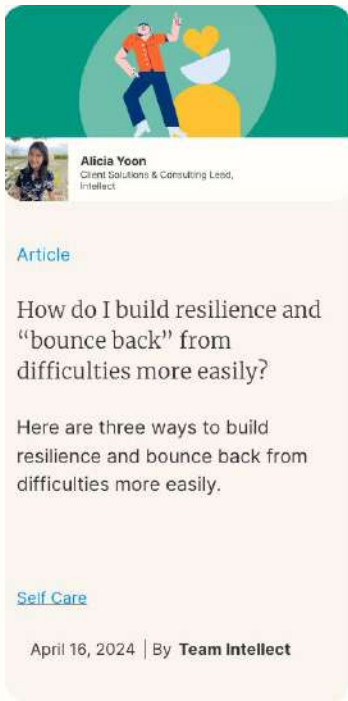 Alicia Yoon
Client Solutions & Consulting Lead,
Intellect
Article
How do I build resilience and
“bounce back” from
difficulties more easily?
Here are three ways to build
resilience and bounce back from
difficulties more easily.
Self Care
April 16, 2024 | By Team Intellect